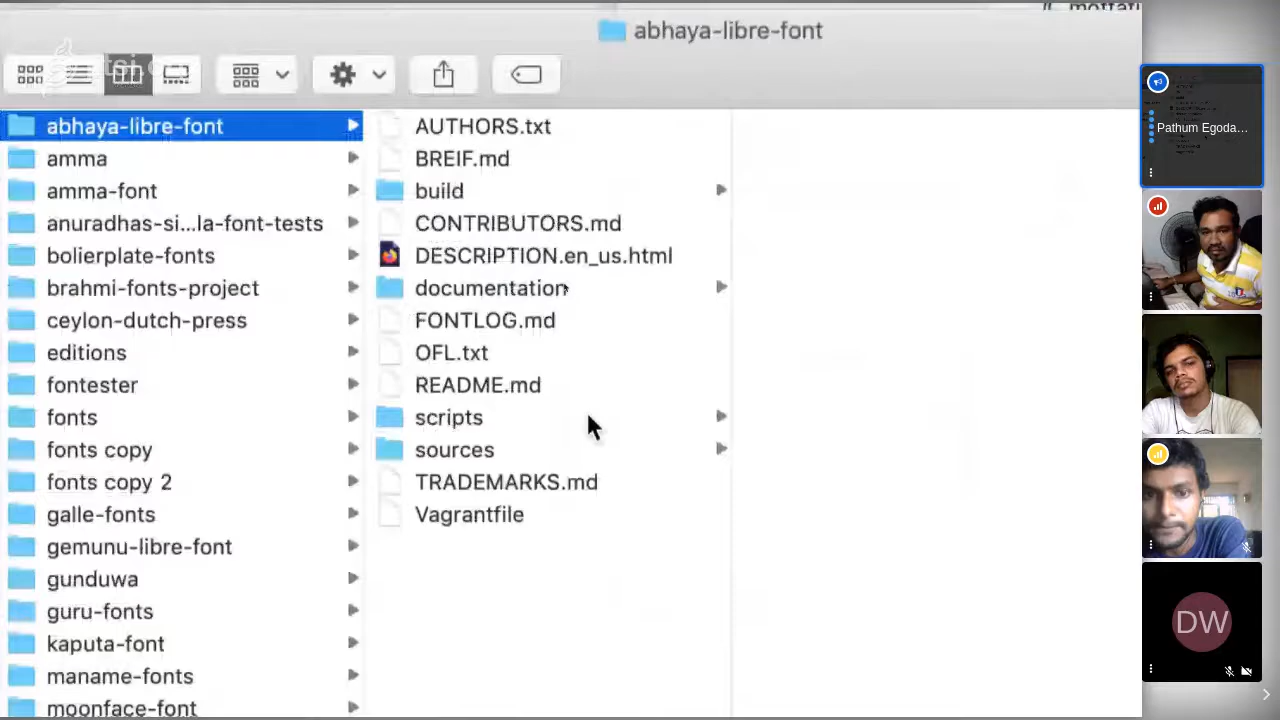 abhaya-libre-font
abhaya-libre-font
amma
amma-font
anuradhas-si...la-font-tests
bolierplate-fonts
brahmi-fonts-project
ceylon-dutch-press
editions
fontester
fonts
fonts copy
fonts copy 2
galle-fonts
gemunu-libre-font
gunduwa
guru-fonts
kaputa-font
maname-fonts
moonface-font
AUTHORS.txt
BREIF.md
build
CONTRIBUTORS.md
DESCRIPTION.en_us.html
documentation
FONTLOG.md
OFL.txt
README.md
scripts
sources
TRADEMARKS.md
Vagrantfile
Pathum Egoda...
DW